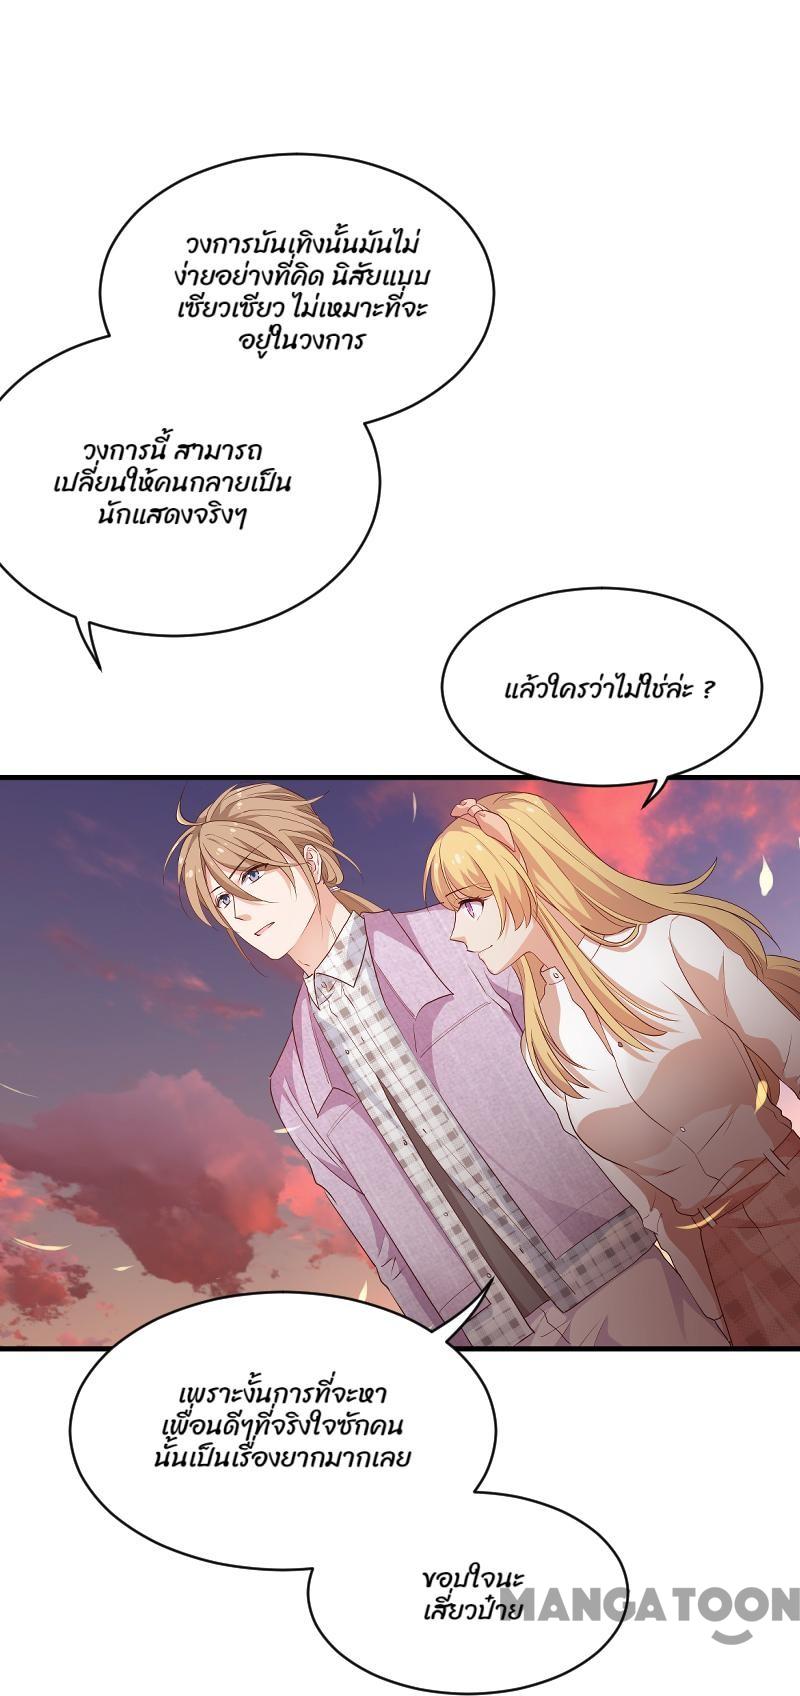 วงการบันเทิงนั้นมันไม่
ง่ายอย่างที่คิด นิสัยแบบ
เซียวเซียว ไม่เหมาะที่จะ
อยู่ในวงการ
วงการนี้ สามารถ
เปลี่ยนให้คนกลายเป็น
นักแสดงจริงๆ
แล้วใครว่าไม่ใช่ล่ะ ?
เพราะงั้นการที่จะหา
เพื่อนดีๆที่จริงใจซักคน
นั้นเป็นเรื่องยากมากเลย
ขอบใจนะ
เสี่ยวป๋าย
MANGATOON